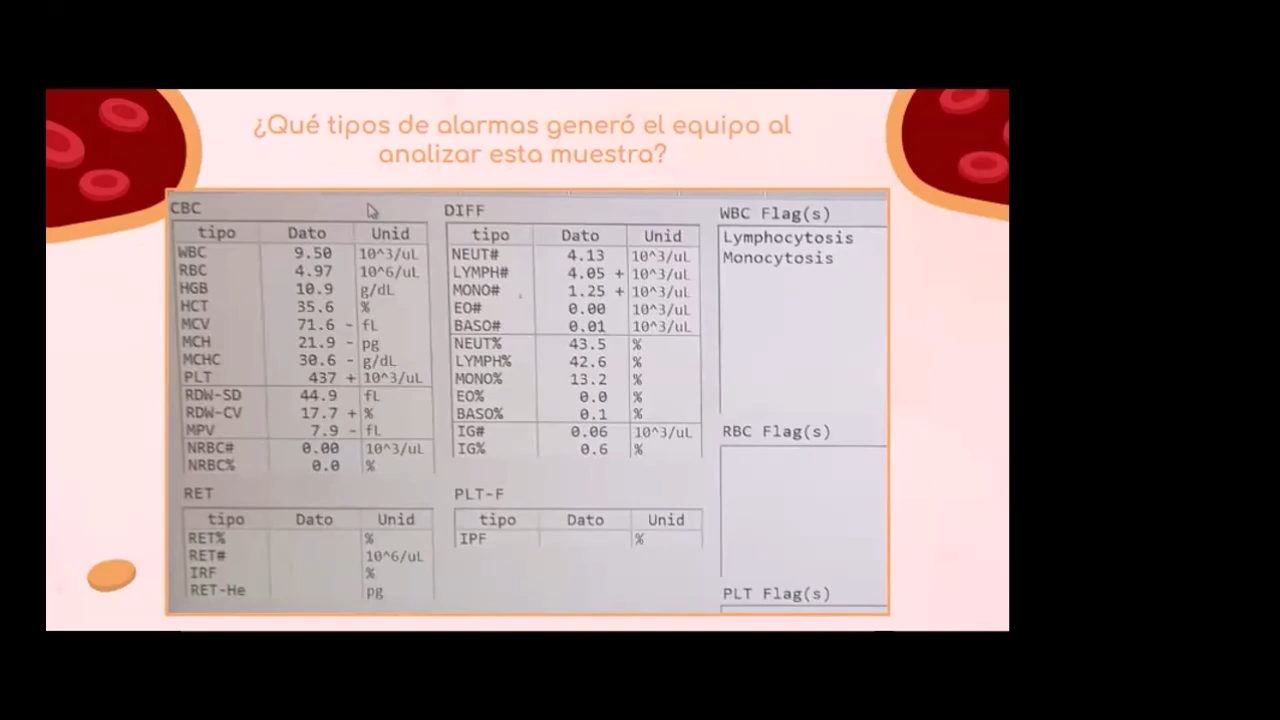 ¿Qué tipos de alarmas generó el equipo al
analizar esta muestra?
CBC
tipo Dato Unid
WBC 9.50 10^3/uL
RBC 4.97 10^6/uL
HGB 10.9 g/dL
HCT 35.6 %
MCV 71.6 - fL
MCH 21.9 - pg
MCHC 30.6 - g/dL
PLT 437 + 10^3/uL
RDW-SD 44.9 fL
RDW-CV 17.7 + %
MPV 7.9 - fL
NRBC# 0.00 10^3/uL
NRBC% 0.0 %
DIFF
tipo Dato Unid
NEUT# 4.13 10^3/uL
LYMPH# 4.05 + 10^3/uL
MONO# 1.25 + 10^3/uL
EO# 0.00 10^3/uL
BASO# 0.01 10^3/uL
NEUT% 43.5 %
LYMPH% 42.6 %
MONO% 13.2 %
EO% 0.0 %
BASO% 0.1 %
IG# 0.06 10^3/uL
IG% 0.6 %
WBC Flag(s)
Lymphocytosis
Monocytosis
RBC Flag(s)
RET
tipo Dato Unid
RET% %
RET# 10^6/uL
IRF %
RET-He pg
PLT-F
tipo Dato Unid
IPF %
PLT Flag(s)